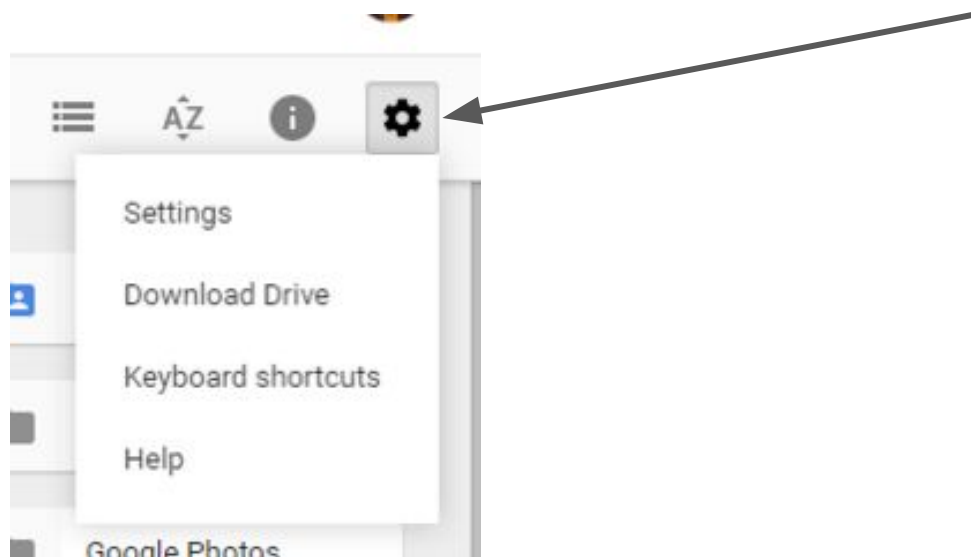 AZ
Settings
Download Drive
Keyboard shortcuts
Help
Google Photos